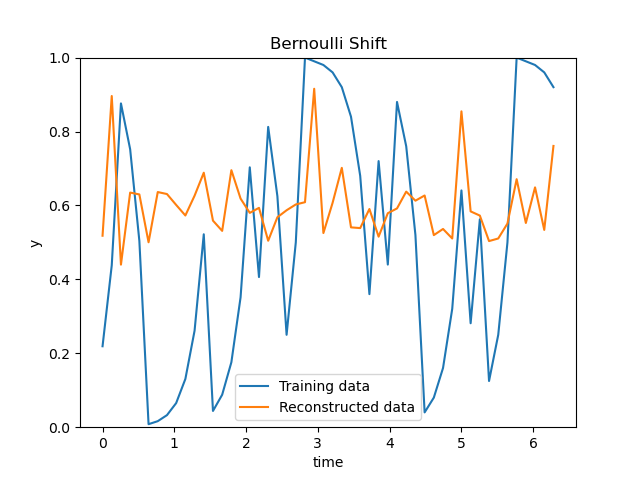 Bernoulli Shift
1.0
0.8
0.6
0.4
0.2
0.0
y
Training data
Reconstructed data
0 1 2 3 4 5 6
time